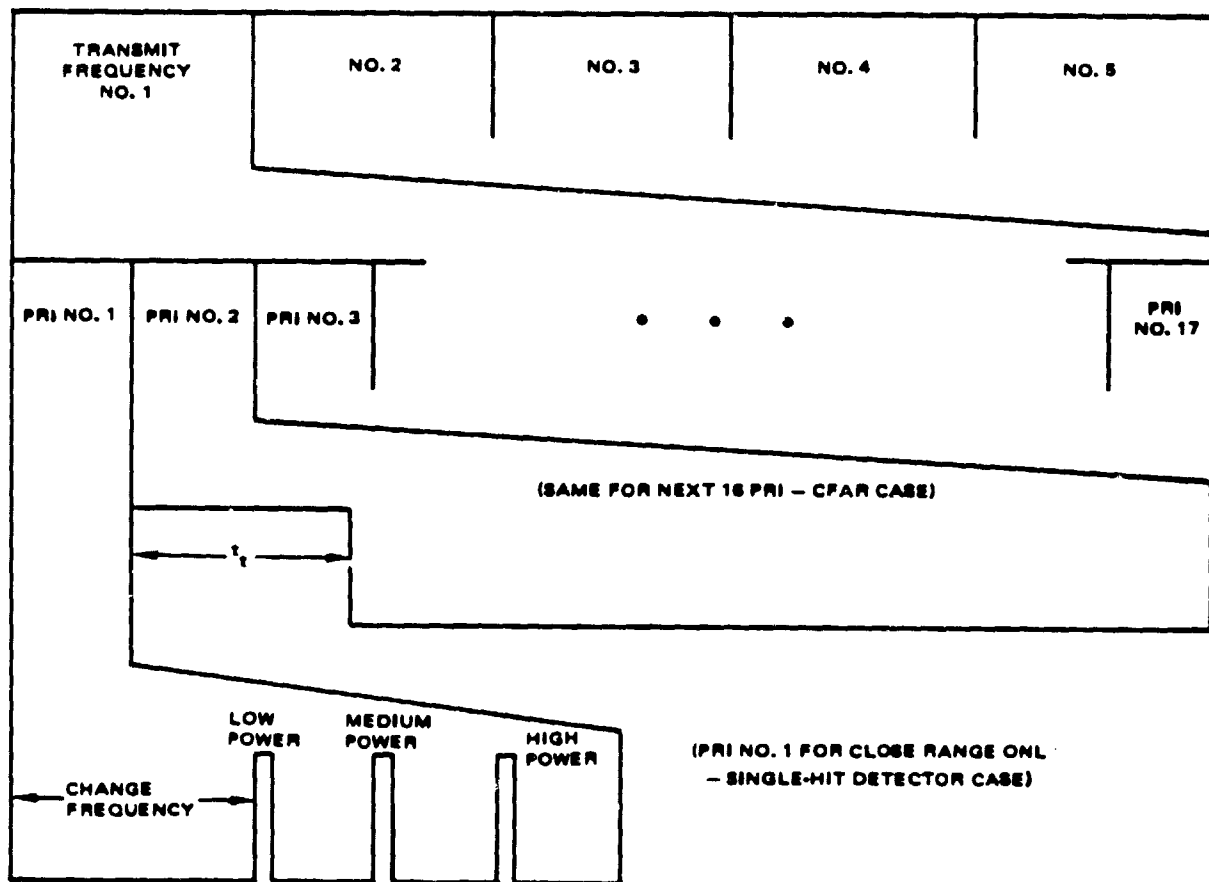 TRANSMIT
FREQUENCY
NO. 1
NO. 2
NO. 3
NO. 4
NO. 5
PRI NO. 1
PRI NO. 2
PRI NO. 3
PRI
NO. 17
(SAME FOR NEXT 16 PRI – CFAR CASE)
t_t
LOW
POWER
MEDIUM
POWER
HIGH
POWER
CHANGE
FREQUENCY
(PRI NO. 1 FOR CLOSE RANGE ONL
– SINGLE-HIT DETECTOR CASE)